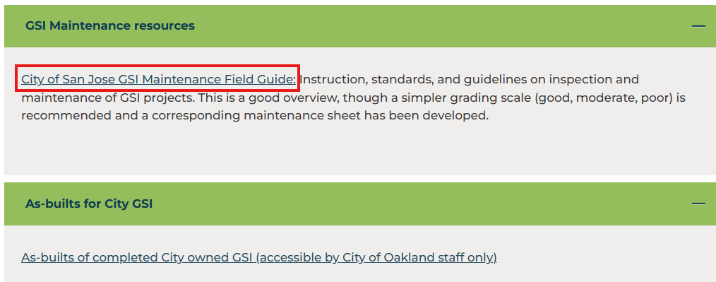 GSI Maintenance resources
City of San Jose GSI Maintenance Field Guide: Instruction, standards, and guidelines on inspection and
maintenance of GSI projects. This is a good overview, though a simpler grading scale (good, moderate, poor) is
recommended and a corresponding maintenance sheet has been developed.
As-builts for City GSI
As-builts of completed City owned GSI (accessible by City of Oakland staff only)